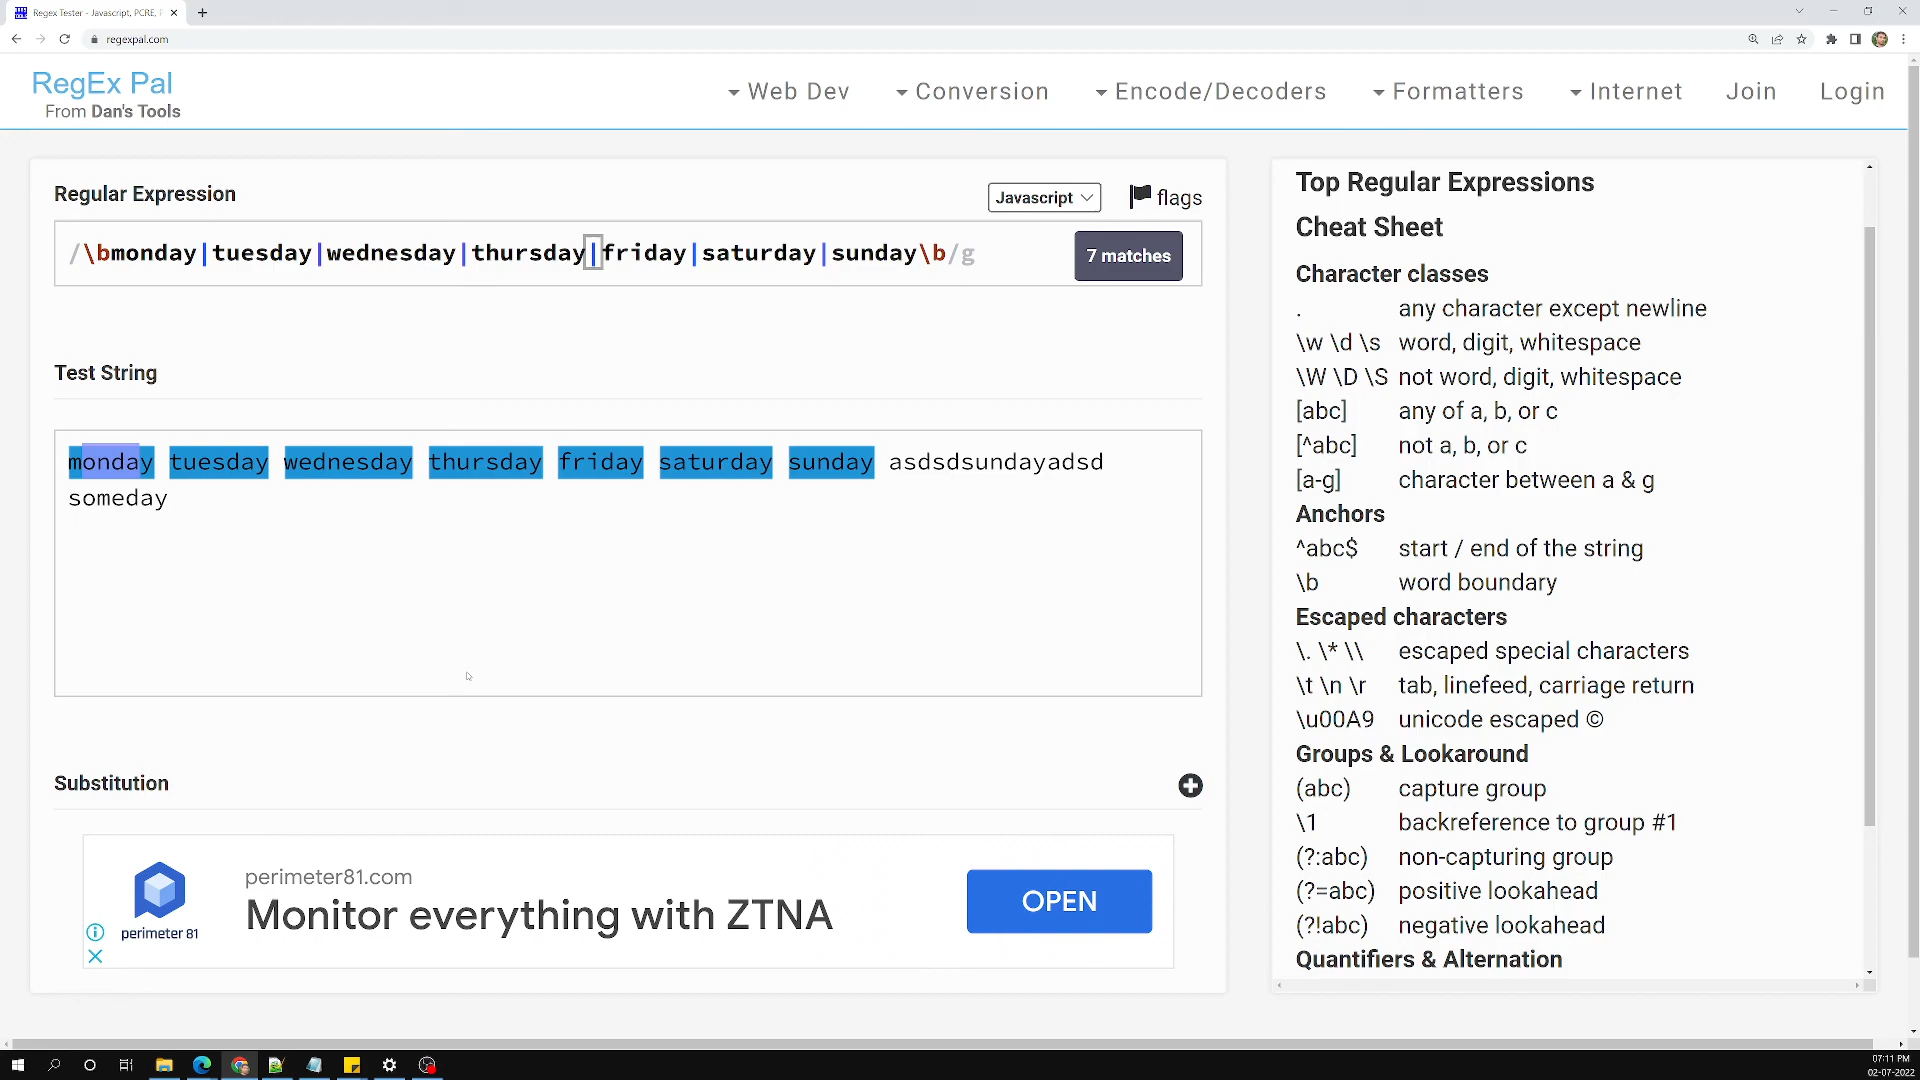 Regex Tester - Javascript, PCRE, P
regexpal.com
RegEx Pal
From Dan's Tools
Web Dev
Conversion
Encode/Decoders
Formatters
Internet
Join
Login
Regular Expression
Javascript
flags
/\bmonday|tuesday|wednesday|thursday|friday|saturday|sunday\b/g
7 matches
Test String
monday tuesday wednesday thursday friday saturday sunday asdsdsundayadsd
someday
Substitution
perimeter81.com
Monitor everything with ZTNA
perimeter 81
OPEN
Top Regular Expressions
Cheat Sheet
Character classes
. any character except newline
\w \d \s word, digit, whitespace
\W \D \S not word, digit, whitespace
[abc] any of a, b, or c
[^abc] not a, b, or c
[a-g] character between a & g
Anchors
^abc$ start / end of the string
\b word boundary
Escaped characters
\. \* \\ escaped special characters
\t \n \r tab, linefeed, carriage return
\u00A9 unicode escaped ©
Groups & Lookaround
(abc) capture group
\1 backreference to group #1
(?:abc) non-capturing group
(?=abc) positive lookahead
(?!abc) negative lookahead
Quantifiers & Alternation
07:11 PM
02-07-2022